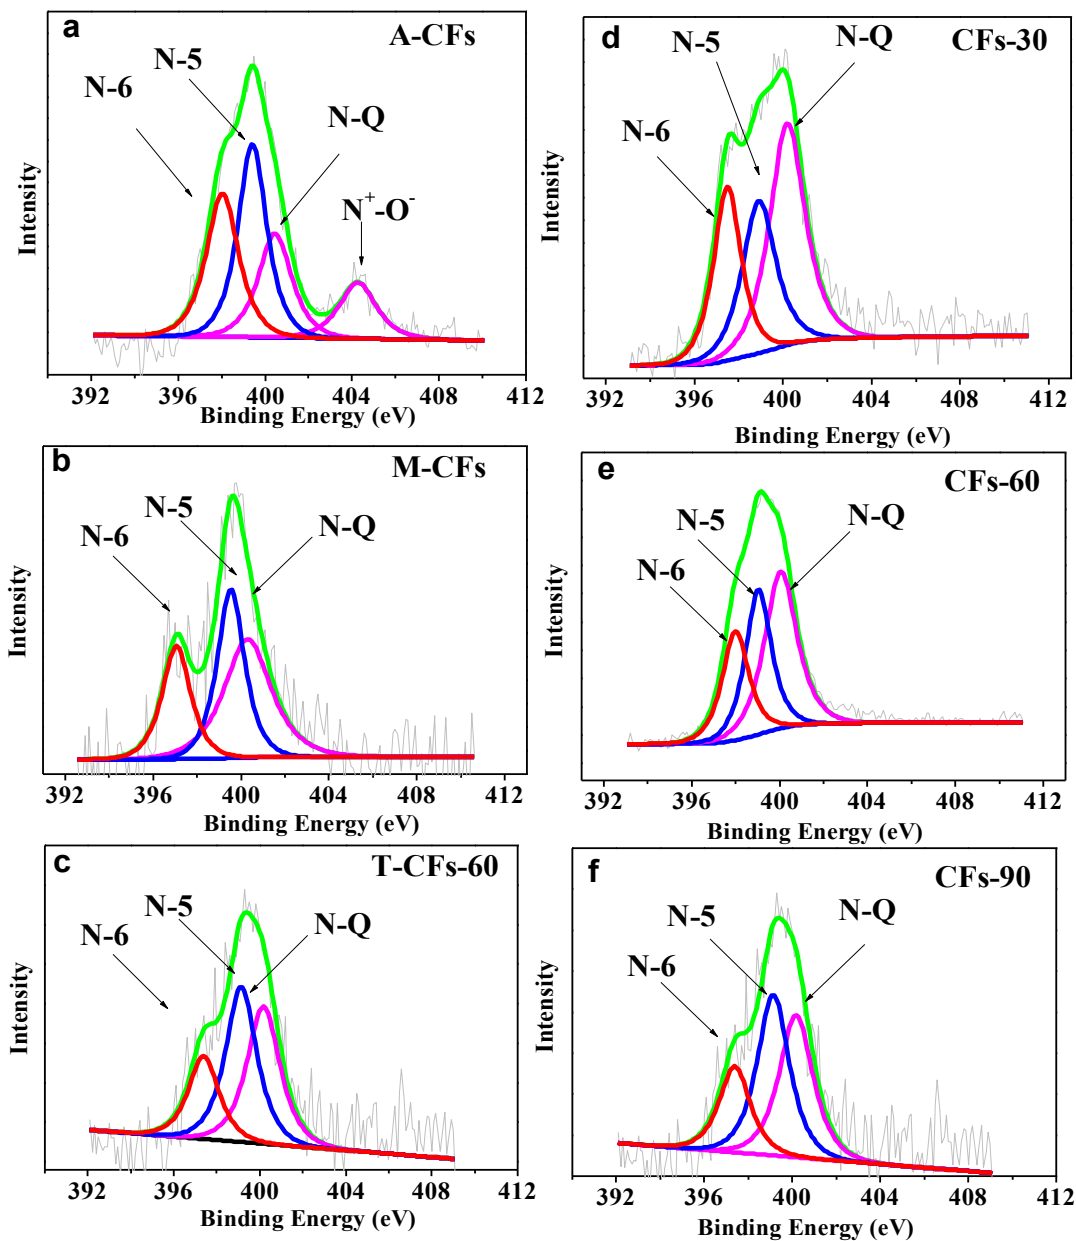 a
A-CFs
N-5
N-6
N-Q
N⁺-O⁻
Intensity
392 396 400 404 408 412
Binding Energy (eV)
d
CFs-30
N-5
N-Q
N-6
Intensity
392 396 400 404 408 412
Binding Energy (eV)
b
M-CFs
N-5
N-6
N-Q
Intensity
392 396 400 404 408 412
Binding Energy (eV)
e
CFs-60
N-5
N-Q
N-6
Intensity
392 396 400 404 408 412
Binding Energy (eV)
c
T-CFs-60
N-5
N-Q
N-6
Intensity
392 396 400 404 408 412
Binding Energy (eV)
f
CFs-90
N-5
N-Q
N-6
Intensity
392 396 400 404 408 412
Binding Energy (eV)